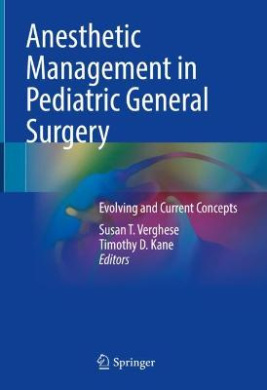 Anesthetic
Management in
Pediatric General
Surgery
Evolving and Current Concepts
Susan T. Verghese
Timothy D. Kane
Editors
Springer